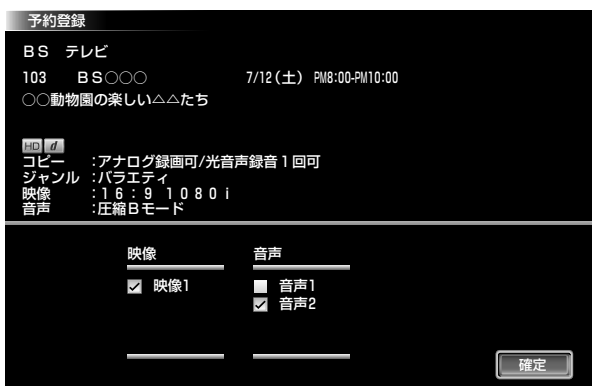 予約登録
BS テレビ
103 BS○○○ 7/12(土) PM8:00-PM10:00
○○動物園の楽しい△△たち
HD d
コピー :アナログ録画可/光音声録音1回可
ジャンル :バラエティ
映像 :16:9 1080i
音声 :圧縮Bモード
映像 音声
映像1 音声1
音声2
確定